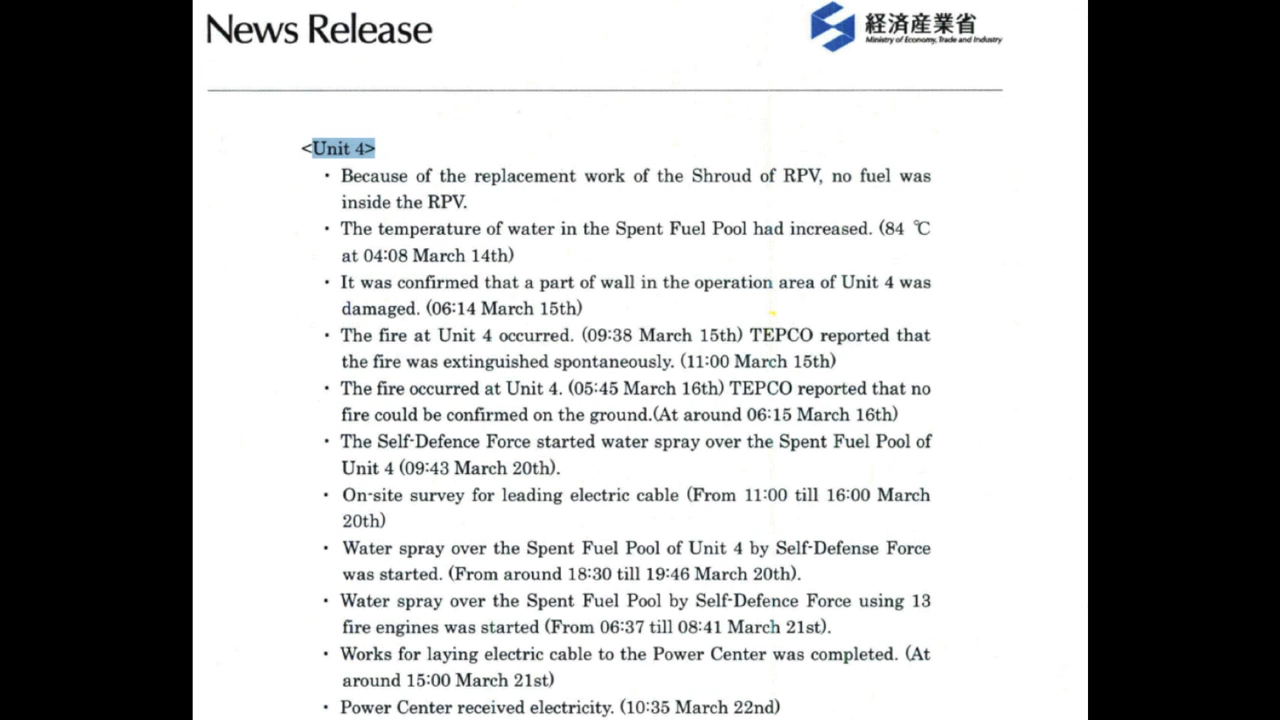 News Release
経済産業省
Ministry of Economy, Trade and Industry
<Unit 4>
・ Because of the replacement work of the Shroud of RPV, no fuel was
inside the RPV.
・ The temperature of water in the Spent Fuel Pool had increased. (84 ℃
at 04:08 March 14th)
・ It was confirmed that a part of wall in the operation area of Unit 4 was
damaged. (06:14 March 15th)
・ The fire at Unit 4 occurred. (09:38 March 15th) TEPCO reported that
the fire was extinguished spontaneously. (11:00 March 15th)
・ The fire occurred at Unit 4. (05:45 March 16th) TEPCO reported that no
fire could be confirmed on the ground.(At around 06:15 March 16th)
・ The Self-Defence Force started water spray over the Spent Fuel Pool of
Unit 4 (09:43 March 20th).
・ On-site survey for leading electric cable (From 11:00 till 16:00 March
20th)
・ Water spray over the Spent Fuel Pool of Unit 4 by Self-Defense Force
was started. (From around 18:30 till 19:46 March 20th).
・ Water spray over the Spent Fuel Pool by Self-Defence Force using 13
fire engines was started (From 06:37 till 08:41 March 21st).
・ Works for laying electric cable to the Power Center was completed. (At
around 15:00 March 21st)
・ Power Center received electricity. (10:35 March 22nd)